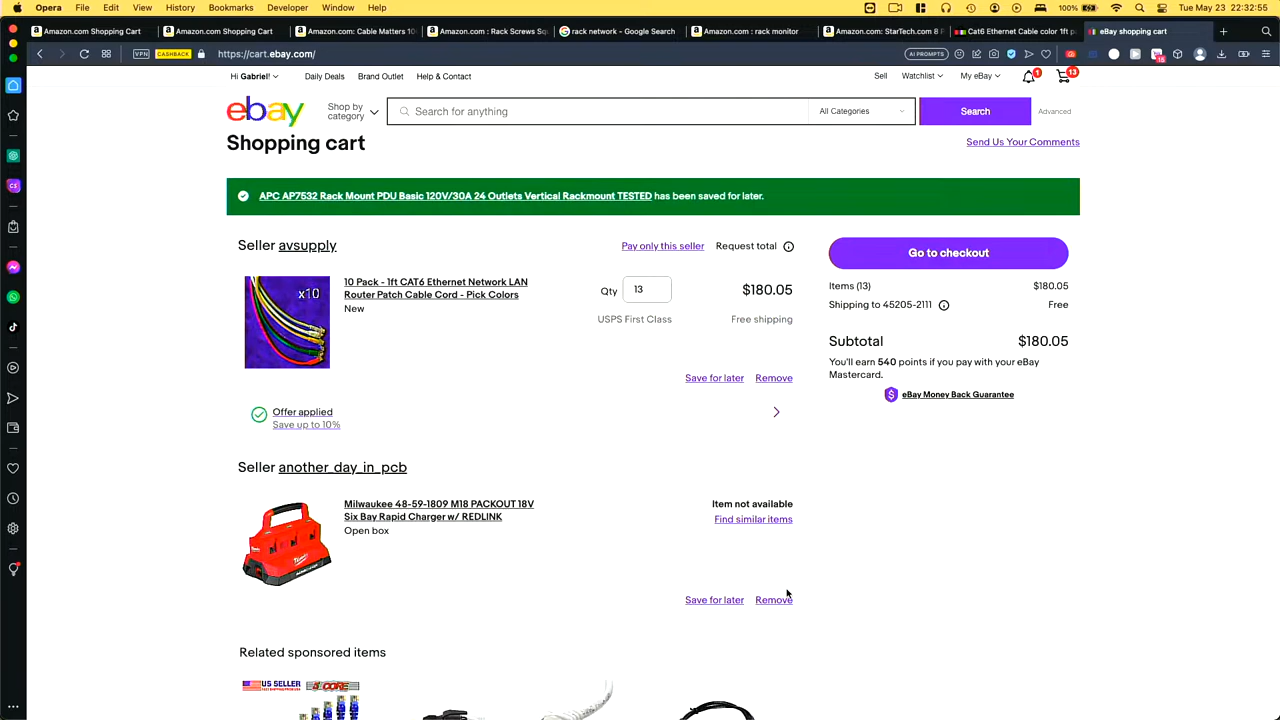 Opera File Edit View History Bookmarks Developer Window Help
Tue May 13 22:32:55
Amazon.com Shopping Cart
Amazon.com Shopping Cart
Amazon.com: Cable Matters 10-
Amazon.com : Rack Screws Squ
rack network - Google Search
Amazon.com : rack monitor
Amazon.com: StarTech.com 8 P
Cat6 Ethernet Cable color 1ft p
eBay shopping cart
VPN CASHBACK https://cart.ebay.com/ AI PROMPTS
Hi Gabriel! Daily Deals Brand Outlet Help & Contact Sell Watchlist My eBay 1 13
ebay
Shop by
category
Search for anything All Categories Search Advanced
Shopping cart
Send Us Your Comments
APC AP7532 Rack Mount PDU Basic 120V/30A 24 Outlets Vertical Rackmount TESTED has been saved for later.
Seller avsupply Pay only this seller Request total
x10
10 Pack - 1ft CAT6 Ethernet Network LAN
Router Patch Cable Cord - Pick Colors
New
Qty 13 $180.05
USPS First Class Free shipping
Save for later Remove
Offer applied
Save up to 10%
Go to checkout
Items (13) $180.05
Shipping to 45205-2111 Free
Subtotal $180.05
You'll earn 540 points if you pay with your eBay
Mastercard.
eBay Money Back Guarantee
Seller another_day_in_pcb
Milwaukee 48-59-1809 M18 PACKOUT 18V
Six Bay Rapid Charger w/ REDLINK
Open box
Item not available
Find similar items
Save for later Remove
Related sponsored items
US SELLER
5 CORE